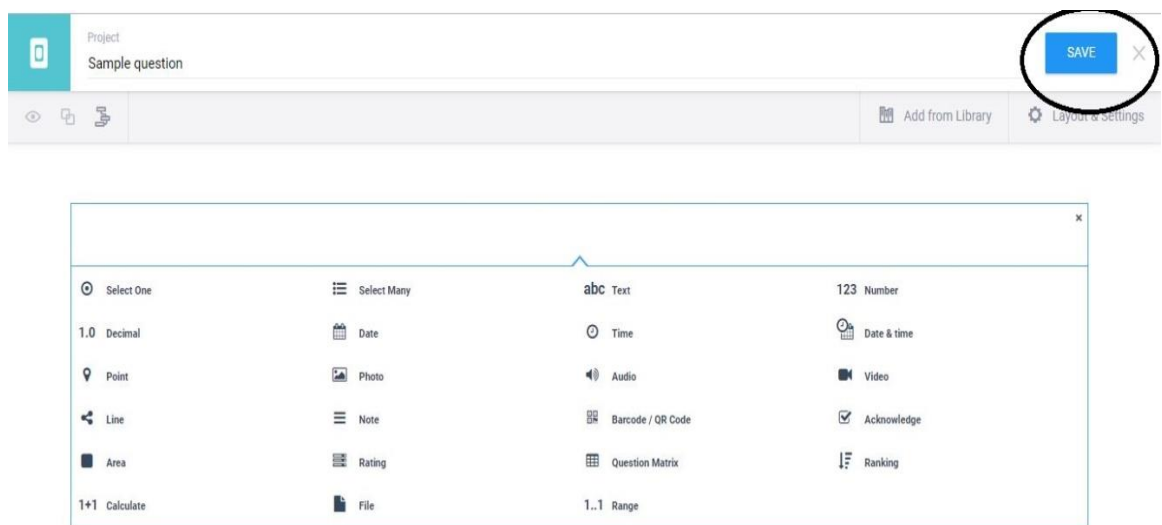 Project
Sample question
SAVE
Add from Library
Layout & Settings
Select One
Select Many
abc Text
123 Number
1.0 Decimal
Date
Time
Date & time
Point
Photo
Audio
Video
Line
Note
Barcode / QR Code
Acknowledge
Area
Rating
Question Matrix
Ranking
1+1 Calculate
File
1..1 Range